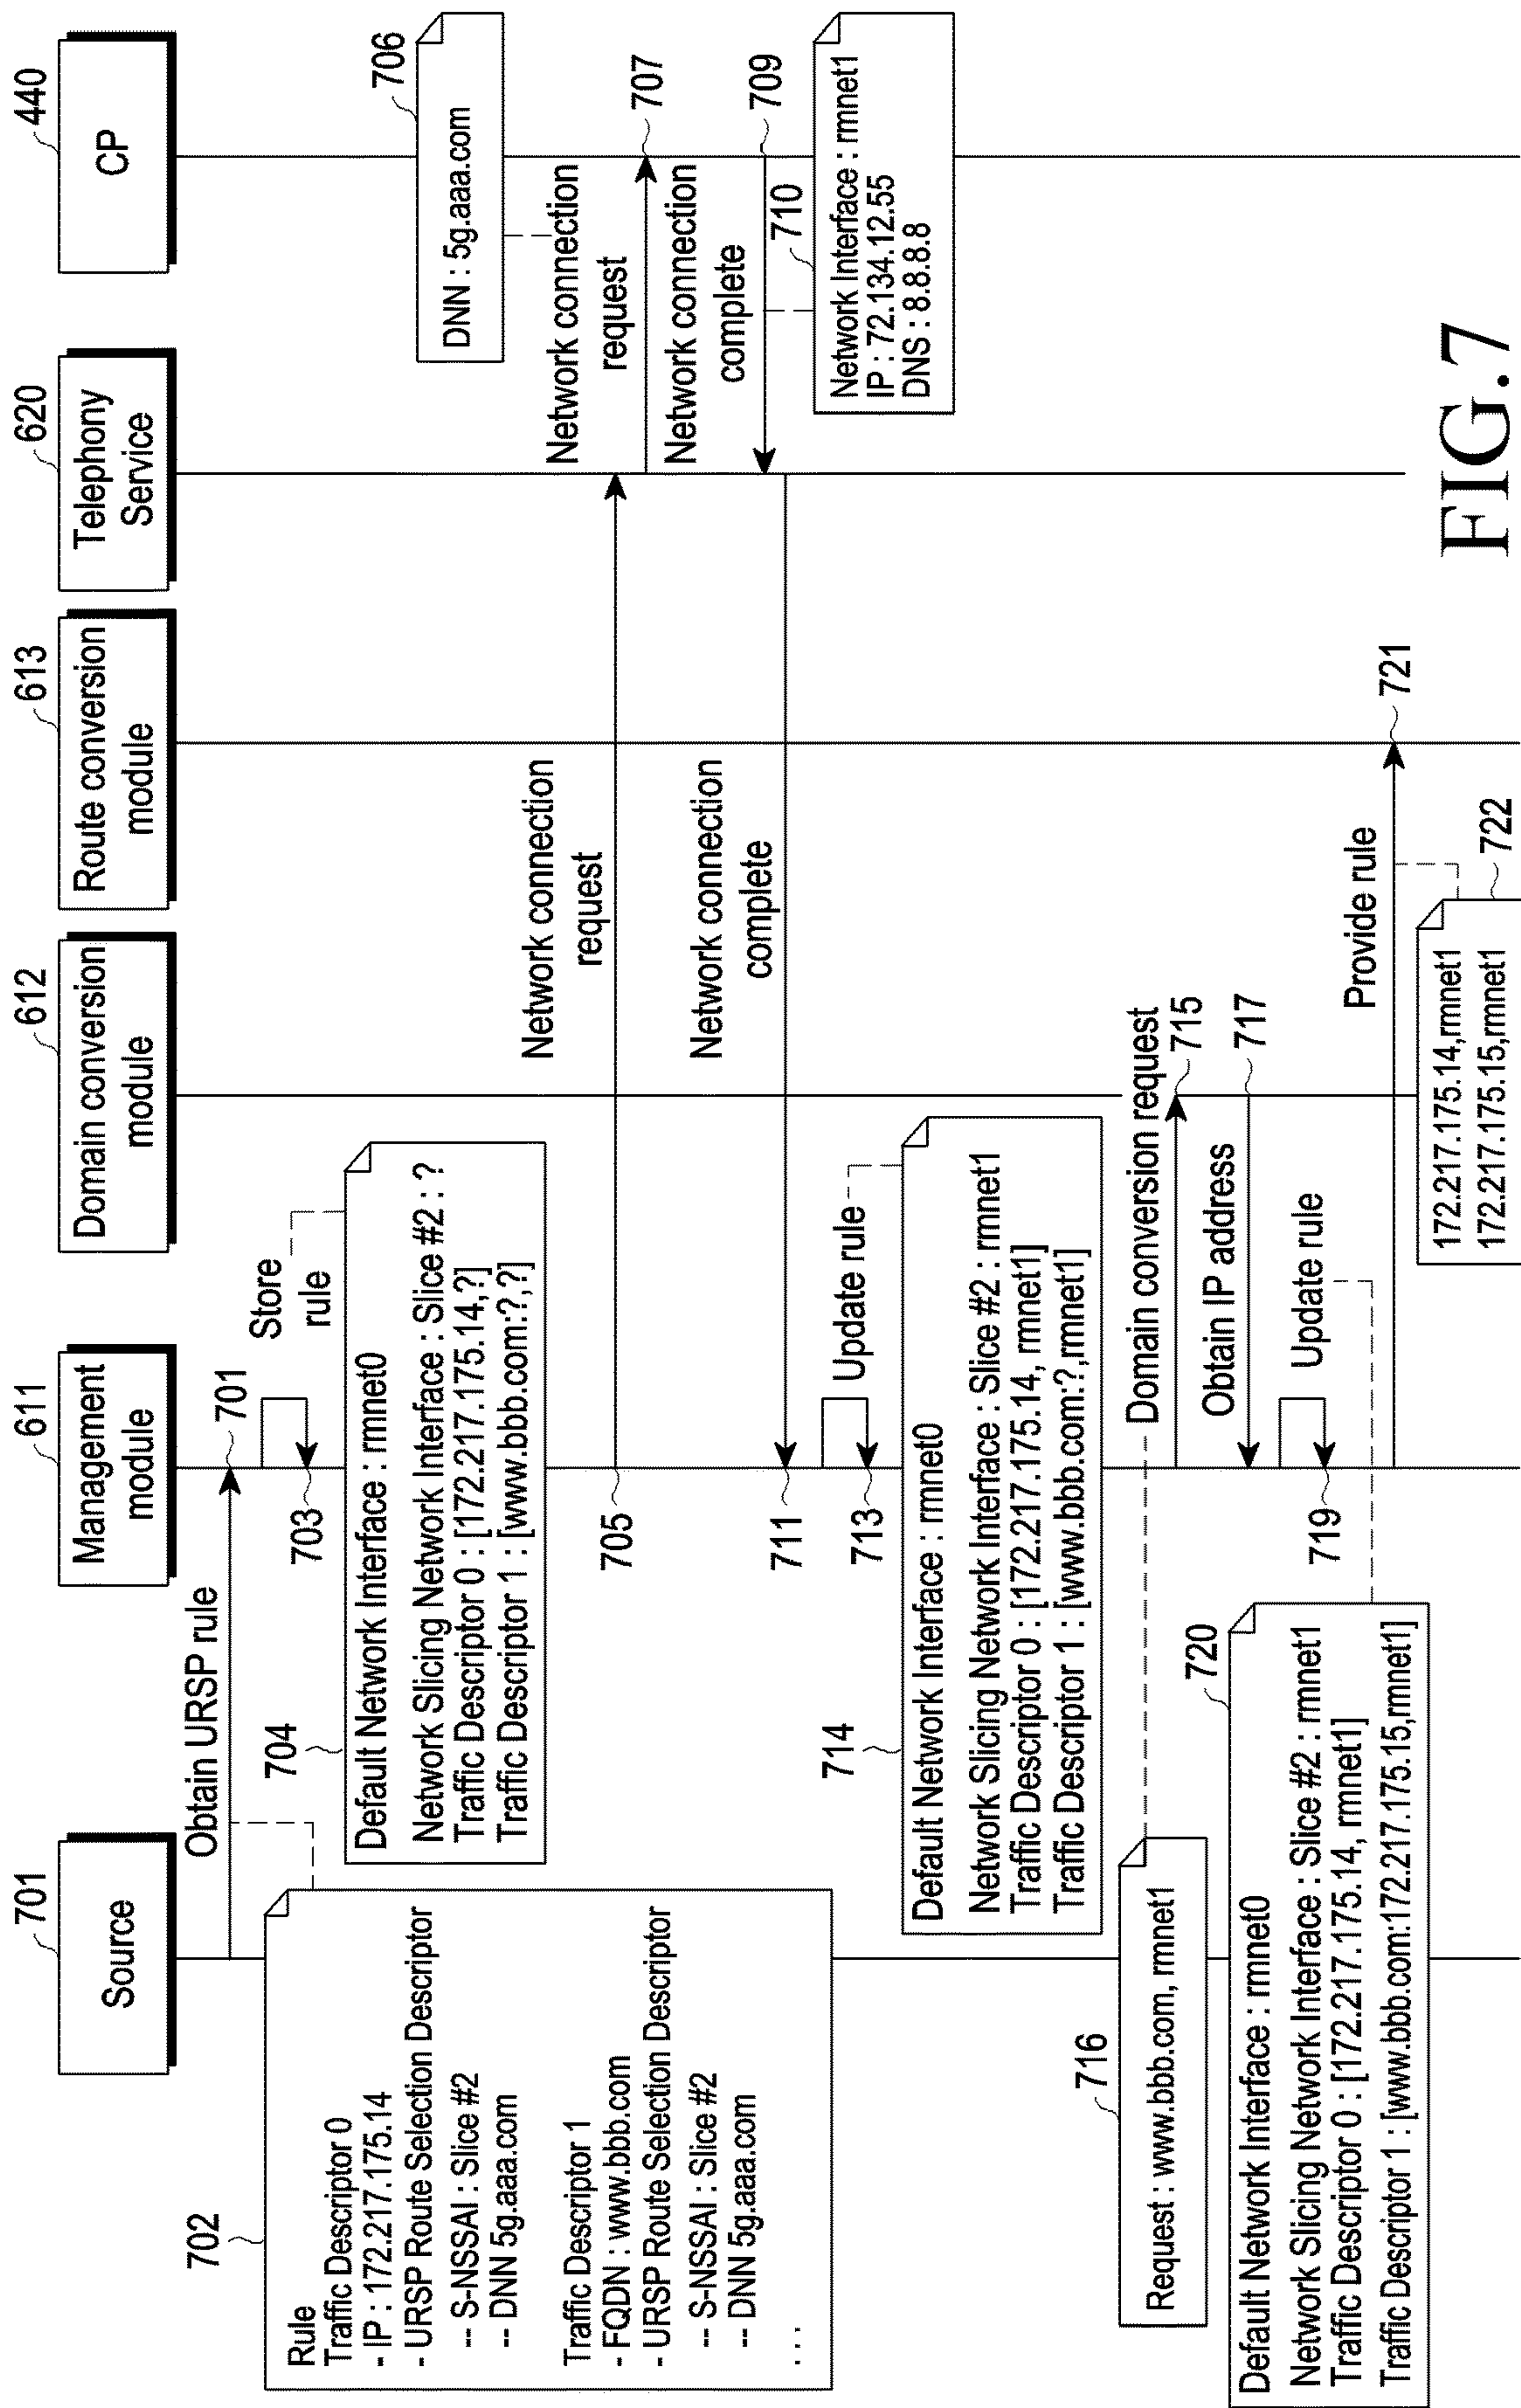 701
Source
611
Management
module
612
Domain conversion
module
613
Route conversion
module
620
Telephony
Service
440
CP
Obtain URSP rule
701
702
Rule
Traffic Descriptor 0
- IP : 172.217.175.14
- URSP Route Selection Descriptor
-- S-NSSAI : Slice #2
-- DNN 5g.aaa.com
Traffic Descriptor 1
- FQDN : www.bbb.com
- URSP Route Selection Descriptor
-- S-NSSAI : Slice #2
-- DNN 5g.aaa.com
...
Store
rule
703
704
Default Network Interface : rmnet0
Network Slicing Network Interface : Slice #2 : ?
Traffic Descriptor 0 : [172.217.175.14,?]
Traffic Descriptor 1 : [www.bbb.com:?,?]
705
Network connection
request
706
DNN : 5g.aaa.com
Network connection
request
707
Network connection
complete
709
710
Network Interface : rmnet1
IP : 72.134.12.55
DNS : 8.8.8.8
Network connection
complete
711
Update rule
713
714
Default Network Interface : rmnet0
Network Slicing Network Interface : Slice #2 : rmnet1
Traffic Descriptor 0 : [172.217.175.14, rmnet1]
Traffic Descriptor 1 : [www.bbb.com:?,rmnet1]
Domain conversion request
715
716
Request : www.bbb.com, rmnet1
Obtain IP address
717
Update rule
719
720
Default Network Interface : rmnet0
Network Slicing Network Interface : Slice #2 : rmnet1
Traffic Descriptor 0 : [172.217.175.14, rmnet1]
Traffic Descriptor 1 : [www.bbb.com:172.217.175.15,rmnet1]
Provide rule
721
722
172.217.175.14,rmnet1
172.217.175.15,rmnet1
FIG.7